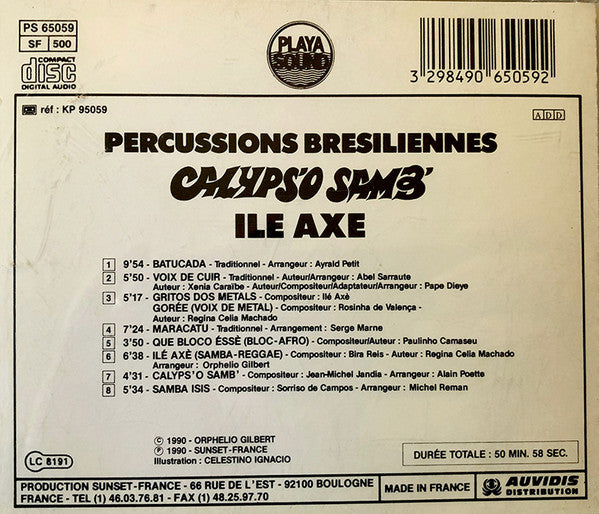 PS 65059
SF 500
COMPACT
disc
DIGITAL AUDIO
PLAYA
SOUND
3 298490 650592
réf : KP 95059
ADD
PERCUSSIONS BRESILIENNES
CALYPS'O SAMB'
ILE AXE
1 9'54 - BATUCADA - Traditionnel - Arrangeur : Ayrald Petit
2 5'50 - VOIX DE CUIR - Traditionnel - Auteur/Arrangeur : Abel Sarraute
Auteur : Xenia Caraïbe - Auteur/Compositeur/Adaptateur/Arrangeur : Pape Dieye
3 5'17 - GRITOS DOS METALS - Compositeur : Ilé Axè
GORÉE (VOIX DE METAL) - Compositeur : Rosinha de Valença -
Auteur : Regina Celia Machado
4 7'24 - MARACATU - Traditionnel - Arrangement : Serge Marne
5 3'50 - QUE BLOCO ÉSSÈ (BLOC-AFRO) - Compositeur/Auteur : Paulinho Camaseu
6 6'38 - ILÉ AXÈ (SAMBA-REGGAE) - Compositeur : Bira Reis - Auteur : Regina Celia Machado
Arrangeur : Orphelio Gilbert
7 4'31 - CALYPS'O SAMB' - Compositeur : Jean-Michel Jandia - Arrangeur : Alain Poette
8 5'34 - SAMBA ISIS - Compositeur : Sorriso de Campos - Arrangeur : Michel Reman
© 1990 - ORPHELIO GILBERT
℗ 1990 - SUNSET-FRANCE
Illustration : CELESTINO IGNACIO
LC 8191
DURÉE TOTALE : 50 MIN. 58 SEC.
PRODUCTION SUNSET-FRANCE - 66 RUE DE L'EST - 92100 BOULOGNE
FRANCE - TEL (1) 46.03.76.81 - FAX (1) 48.25.97.70
MADE IN FRANCE
AUVIDIS
DISTRIBUTION